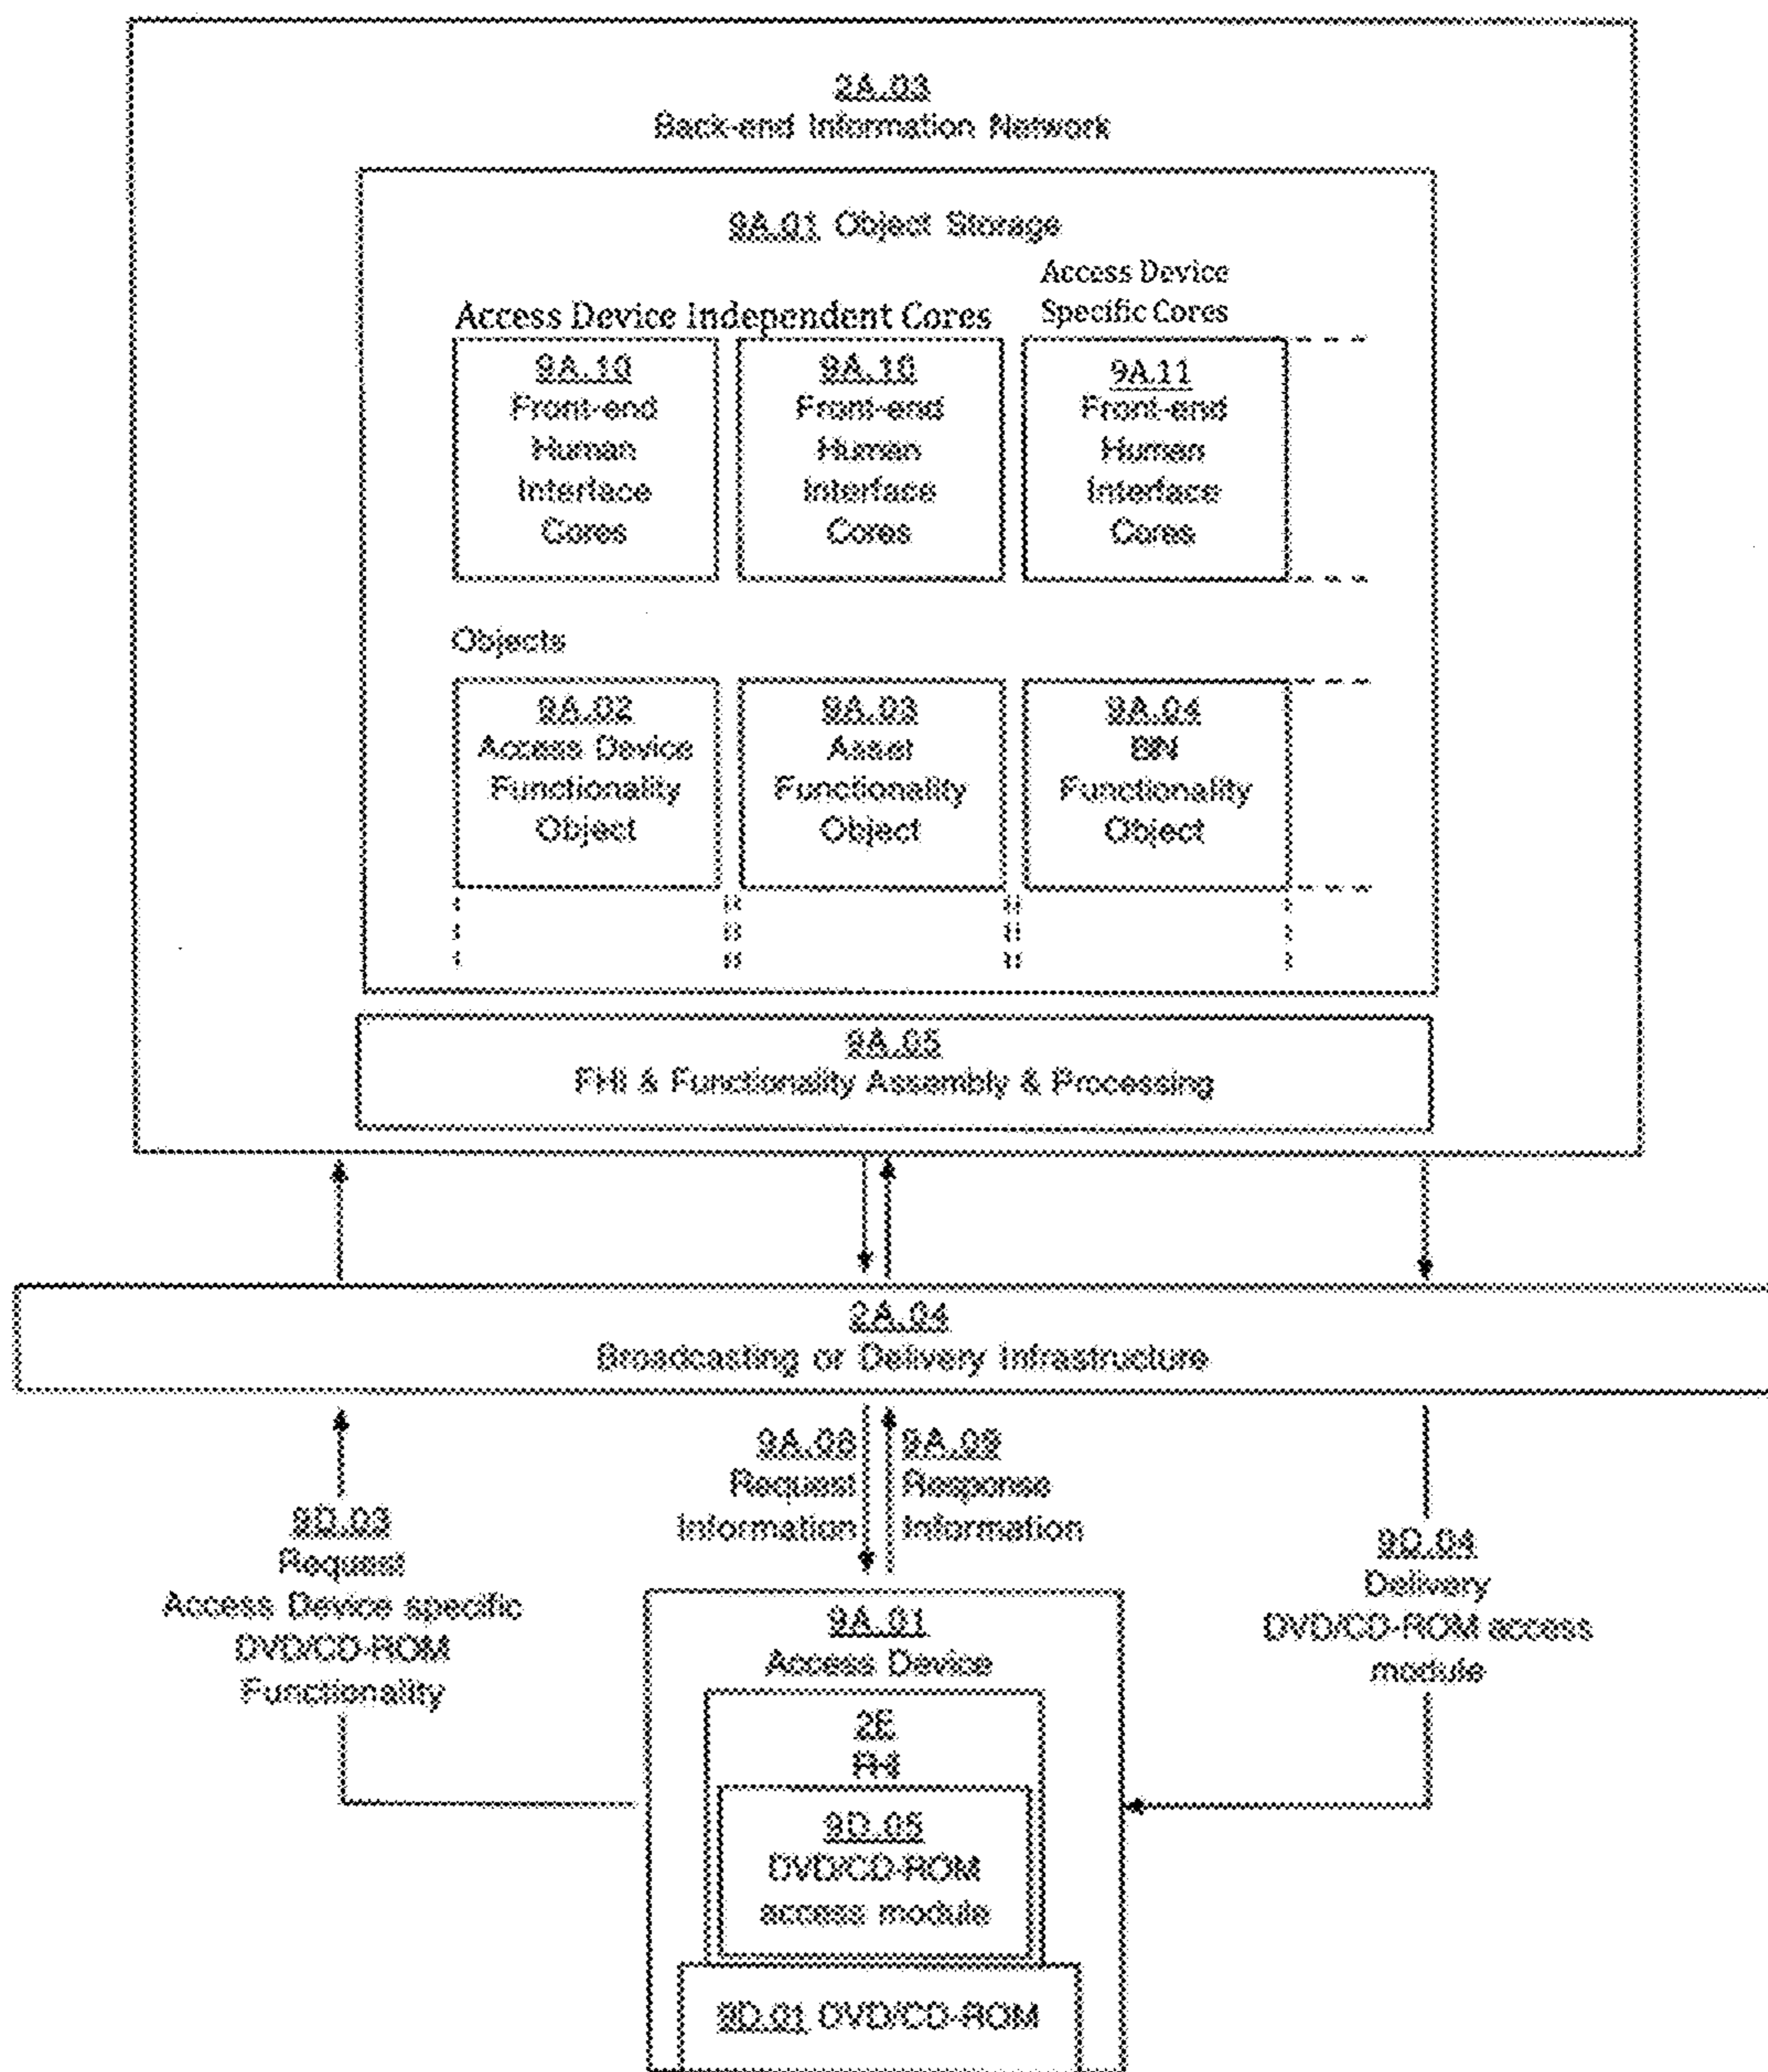 2A.03
Back-end Information Network
9A.01 Object Storage
Access Device Independent Cores
Access Device
Specific Cores
9A.10
Front-end
Human
Interface
Cores
9A.10
Front-end
Human
Interface
Cores
9A.11
Front-end
Human
Interface
Cores
Objects
9A.02
Access Device
Functionality
Object
9A.03
Asset
Functionality
Object
9A.04
BIN
Functionality
Object
9A.05
FHI & Functionality Assembly & Processing
2A.04
Broadcasting or Delivery Infrastructure
Request
Information
9A.09
Response
Information
9D.03
Request
Access Device specific
DVD/CD-ROM
Functionality
9D.04
Delivery
DVD/CD-ROM access
module
9A.01
Access Device
2E
FHI
9D.05
DVD/CD-ROM
access module
9D.01 DVD/CD-ROM